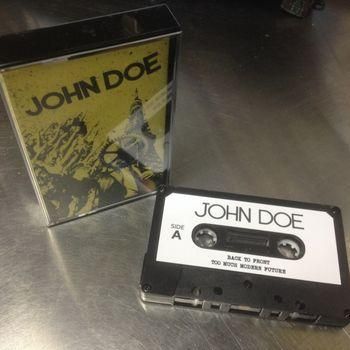 JOHN DOE
JOHN DOE
SIDE
A
BACK TO FRONT
TOO MUCH MODERN FUTURE